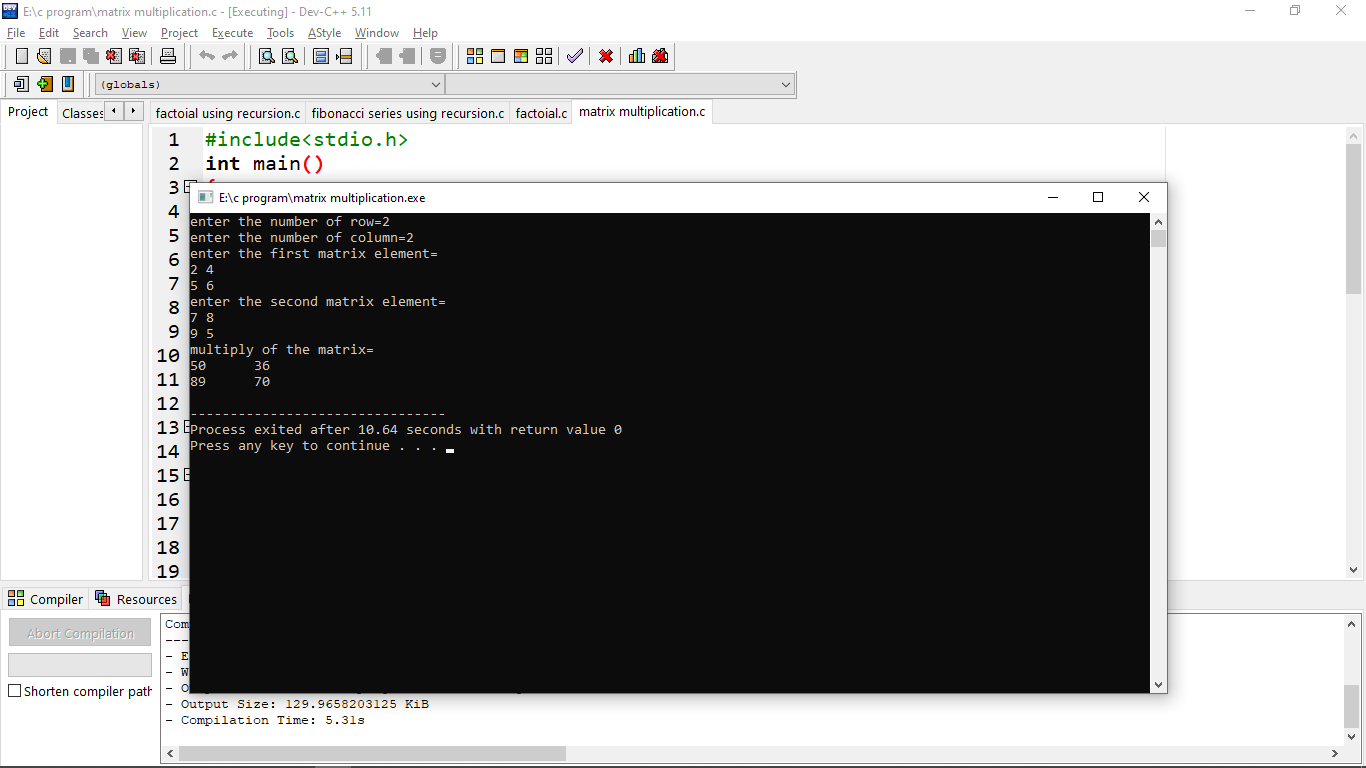 E:\c program\matrix multiplication.c - [Executing] - Dev-C++ 5.11
File Edit Search View Project Execute Tools AStyle Window Help
(globals)
Project Classes factoial using recursion.c fibonacci series using recursion.c factoial.c matrix multiplication.c
1 #include<stdio.h>
2 int main()
3
E:\c program\matrix multiplication.exe
4
5
6
7
8
9
10
11
12
13
14
15
16
17
18
19
enter the number of row=2
enter the number of column=2
enter the first matrix element=
2 4
5 6
enter the second matrix element=
7 8
9 5
multiply of the matrix=
50 36
89 70
--------------------------------
Process exited after 10.64 seconds with return value 0
Press any key to continue . . .
Compiler Resources
Abort Compilation
Shorten compiler path
- Output Size: 129.9658203125 KiB
- Compilation Time: 5.31s